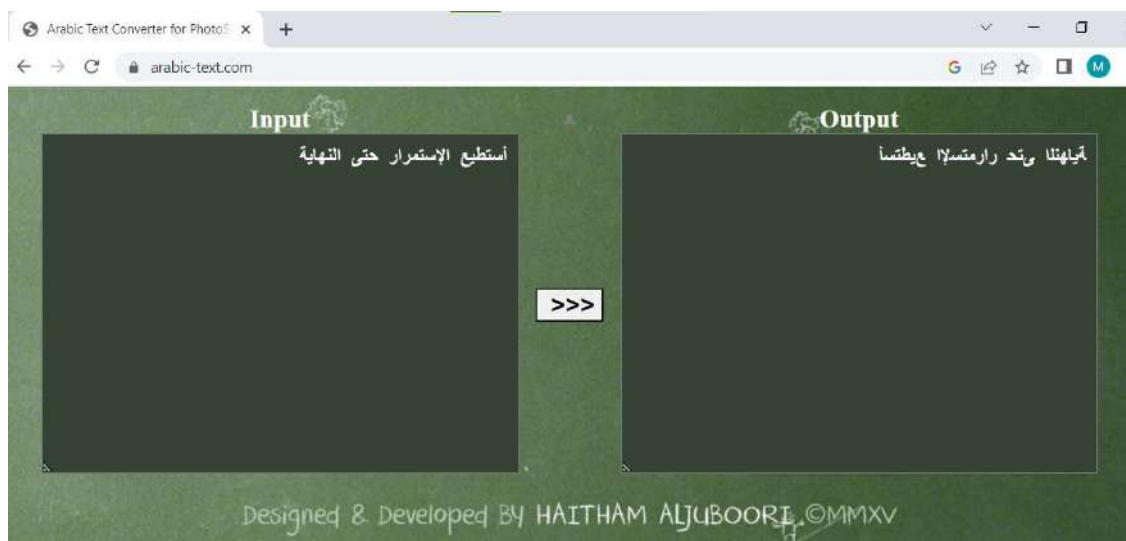 Arabic Text Converter for PhotoS
arabic-text.com
G
M
Input
Output
أستطيع الإستمرار حتى النهاية
ﺔﻳﺎﻬﻨﻟا ﻰﺘﺣ راﺮﻤﺘﺳﻹا ﻊﻴﻄﺘﺳأ
>>>
Designed & Developed BY HAITHAM ALJUBOORI ©MMXV